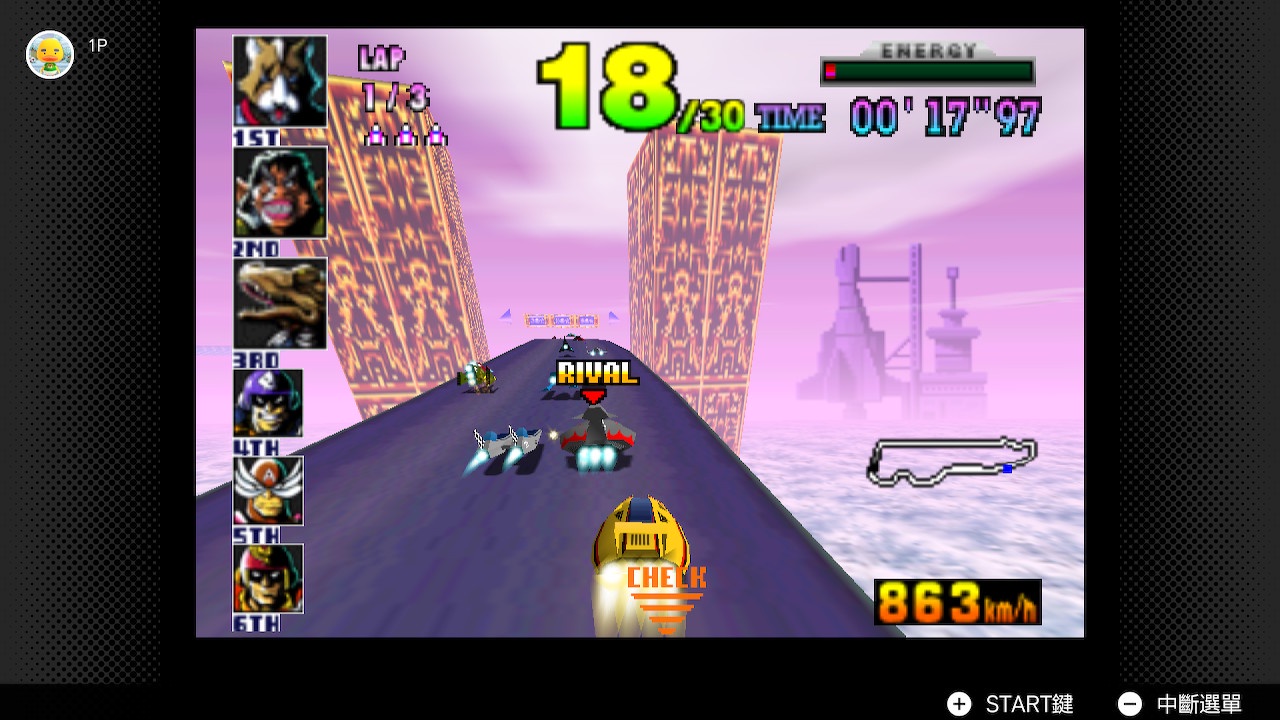 1P
LAP
1/3
18/30
TIME 00'17"97
ENERGY
1ST
2ND
3RD
4TH
5TH
6TH
RIVAL
CHECK
863km/h
START鍵
中斷選單